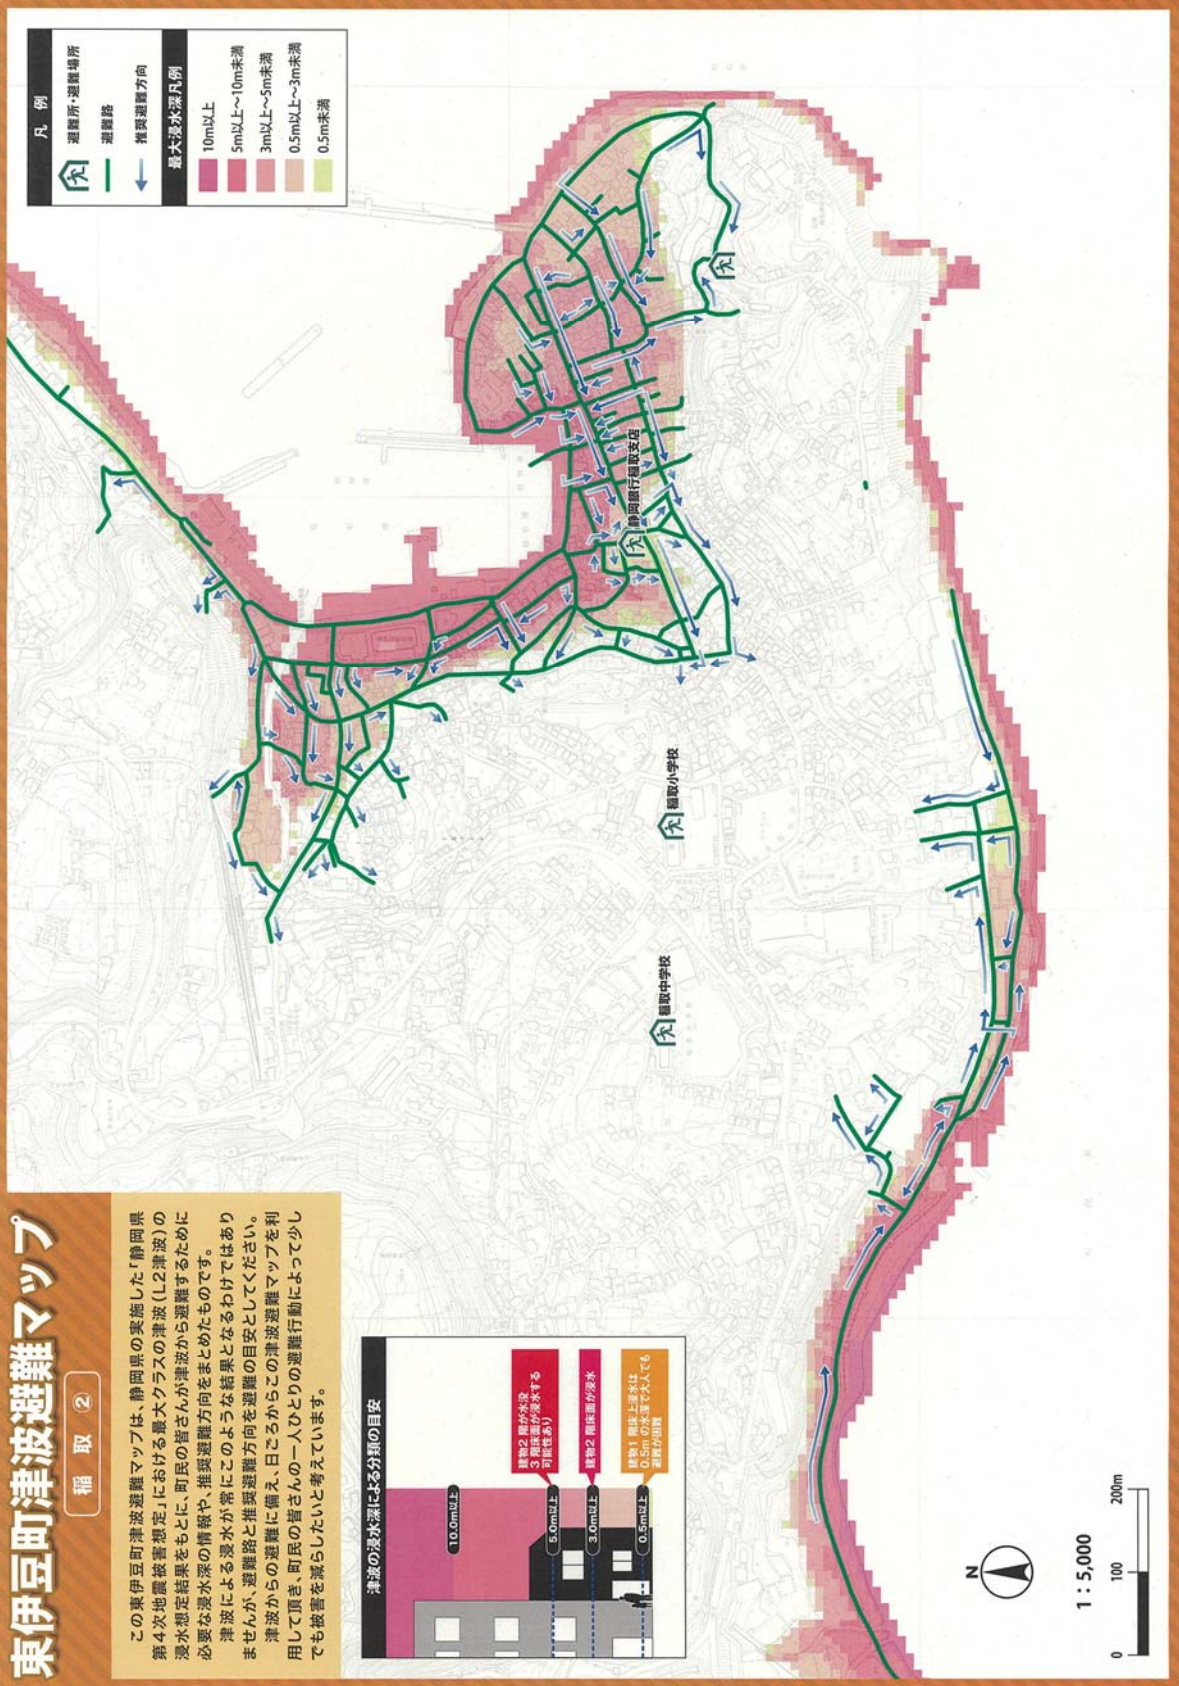 東伊豆町津波避難マップ
稲取 ②
この東伊豆町津波避難マップは、静岡県の実施した「静岡県
第4次地震被害想定」における最大クラスの津波(L2津波)の
浸水想定結果をもとに、町民の皆さんが津波から避難するために
必要な浸水深の情報や、推奨避難方向をまとめたものです。
津波による浸水が常にこのような結果となるわけではあり
ませんが、避難路と推奨避難方向を避難の目安としてください。
津波からの避難に備え、日ごろからこの津波避難マップを利
用して頂き、町民の皆さんの一人ひとりの避難行動によって少し
でも被害を減らしたいと考えています。
津波の浸水深による分類の目安
10.0m以上
5.0m以上
3.0m以上
0.5m以上
建物2階が水没
3階床面が浸水する
可能性あり
建物2階床面が浸水
建物1階床上浸水は
0.5mの水深で大人でも
避難が困難
凡例
避難所・避難場所
避難路
推奨避難方向
最大浸水深凡例
10m以上
5m以上～10m未満
3m以上～5m未満
0.5m以上～3m未満
0.5m未満
静岡銀行稲取支店
稲取小学校
稲取中学校
N
1:5,000
0 100 200m